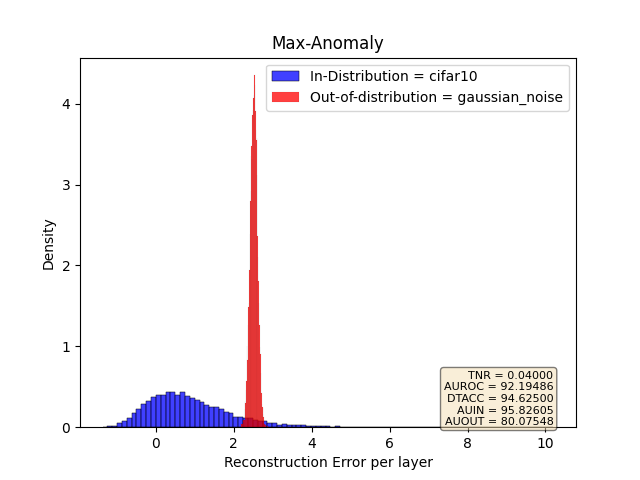 Max-Anomaly
In-Distribution = cifar10
Out-of-distribution = gaussian_noise
Density
4
3
2
1
0
TNR = 0.04000
AUROC = 92.19486
DTACC = 94.62500
AUIN = 95.82605
AUOUT = 80.07548
0 2 4 6 8 10
Reconstruction Error per layer